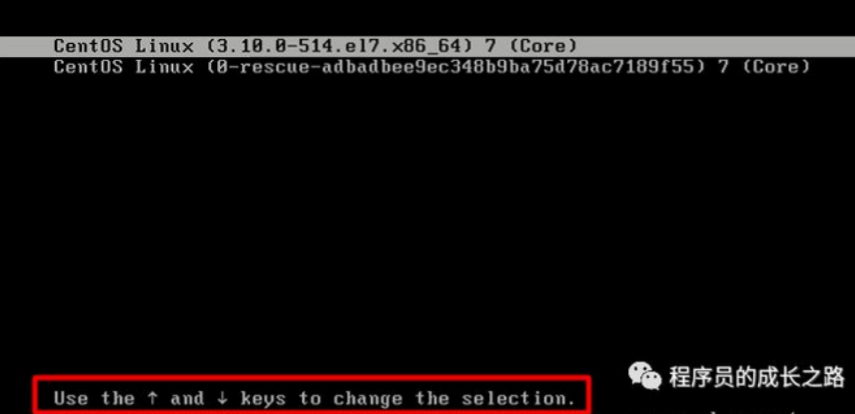 CentOS Linux (3.10.0-514.el7.x86_64) 7 (Core)
CentOS Linux (0-rescue-adbadbee9ec348b9ba75d78ac7189f55) 7 (Core)
程序员的成长之路
Use the ↑ and ↓ keys to change the selection.